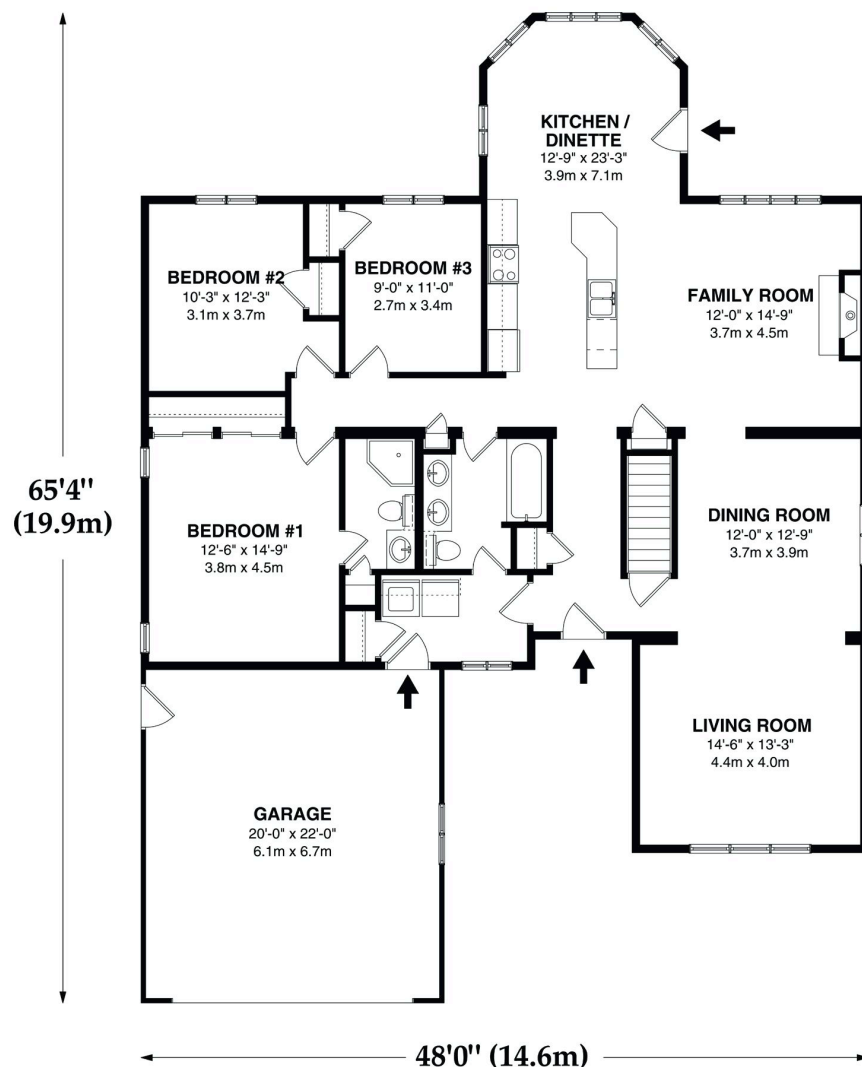 KITCHEN /
DINETTE
12'-9" x 23'-3"
3.9m x 7.1m
BEDROOM #2
10'-3" x 12'-3"
3.1m x 3.7m
BEDROOM #3
9'-0" x 11'-0"
2.7m x 3.4m
FAMILY ROOM
12'-0" x 14'-9"
3.7m x 4.5m
65'4"
(19.9m)
BEDROOM #1
12'-6" x 14'-9"
3.8m x 4.5m
DINING ROOM
12'-0" x 12'-9"
3.7m x 3.9m
LIVING ROOM
14'-6" x 13'-3"
4.4m x 4.0m
GARAGE
20'-0" x 22'-0"
6.1m x 6.7m
48'0" (14.6m)